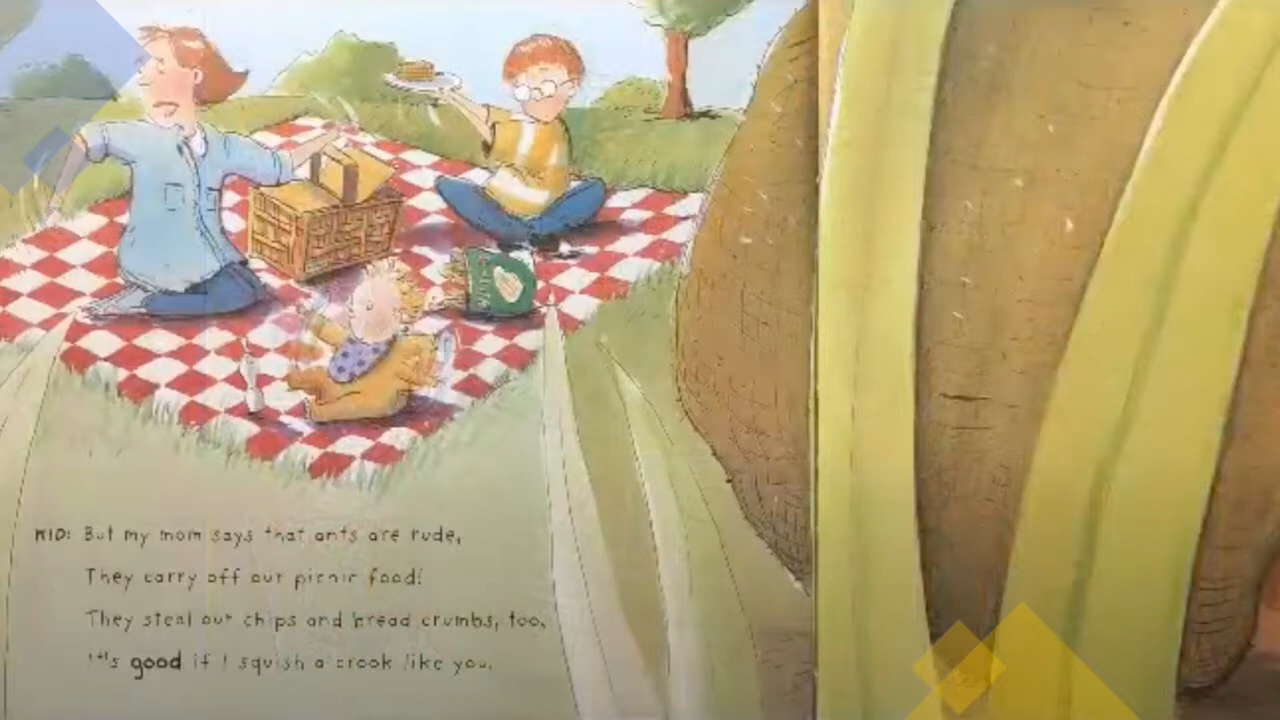 KID: But my mom says that ants are rude,
They carry off our picnic food!
They steal our chips and bread crumbs, too,
It's good if I squish a crook like you.